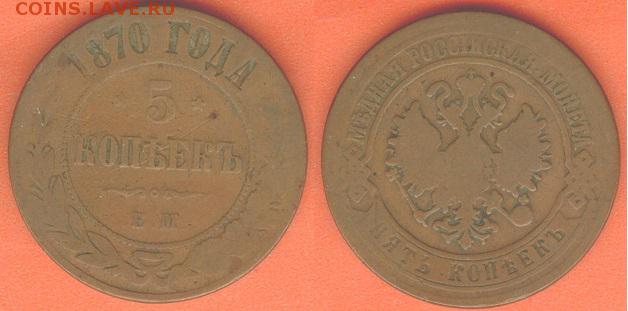 COINS.LAVE.RU
1870 ГОДА
5
КОПѢЕКЪ
Е М
МѢДНАЯ РОССІЙСКАЯ МОНЕТА
ПЯТЬ КОПѢЕКЪ